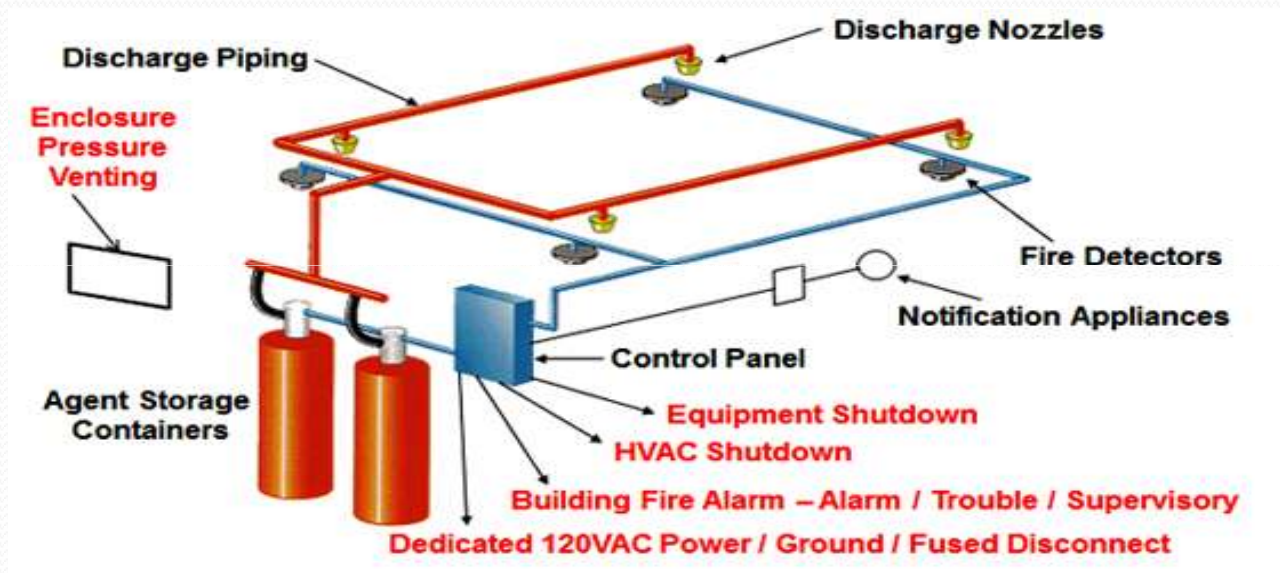 Discharge Nozzles
Discharge Piping
Enclosure
Pressure
Venting
Fire Detectors
Notification Appliances
Control Panel
Agent Storage
Containers
Equipment Shutdown
HVAC Shutdown
Building Fire Alarm – Alarm / Trouble / Supervisory
Dedicated 120VAC Power / Ground / Fused Disconnect